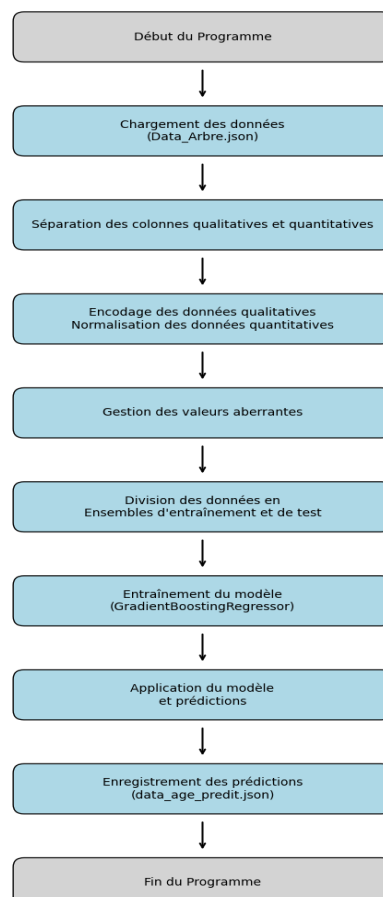 Début du Programme
Chargement des données
(Data_Arbre.json)
Séparation des colonnes qualitatives et quantitatives
Encodage des données qualitatives
Normalisation des données quantitatives
Gestion des valeurs aberrantes
Division des données en
Ensembles d'entraînement et de test
Entraînement du modèle
(GradientBoostingRegressor)
Application du modèle
et prédictions
Enregistrement des prédictions
(data_age_predit.json)
Fin du Programme